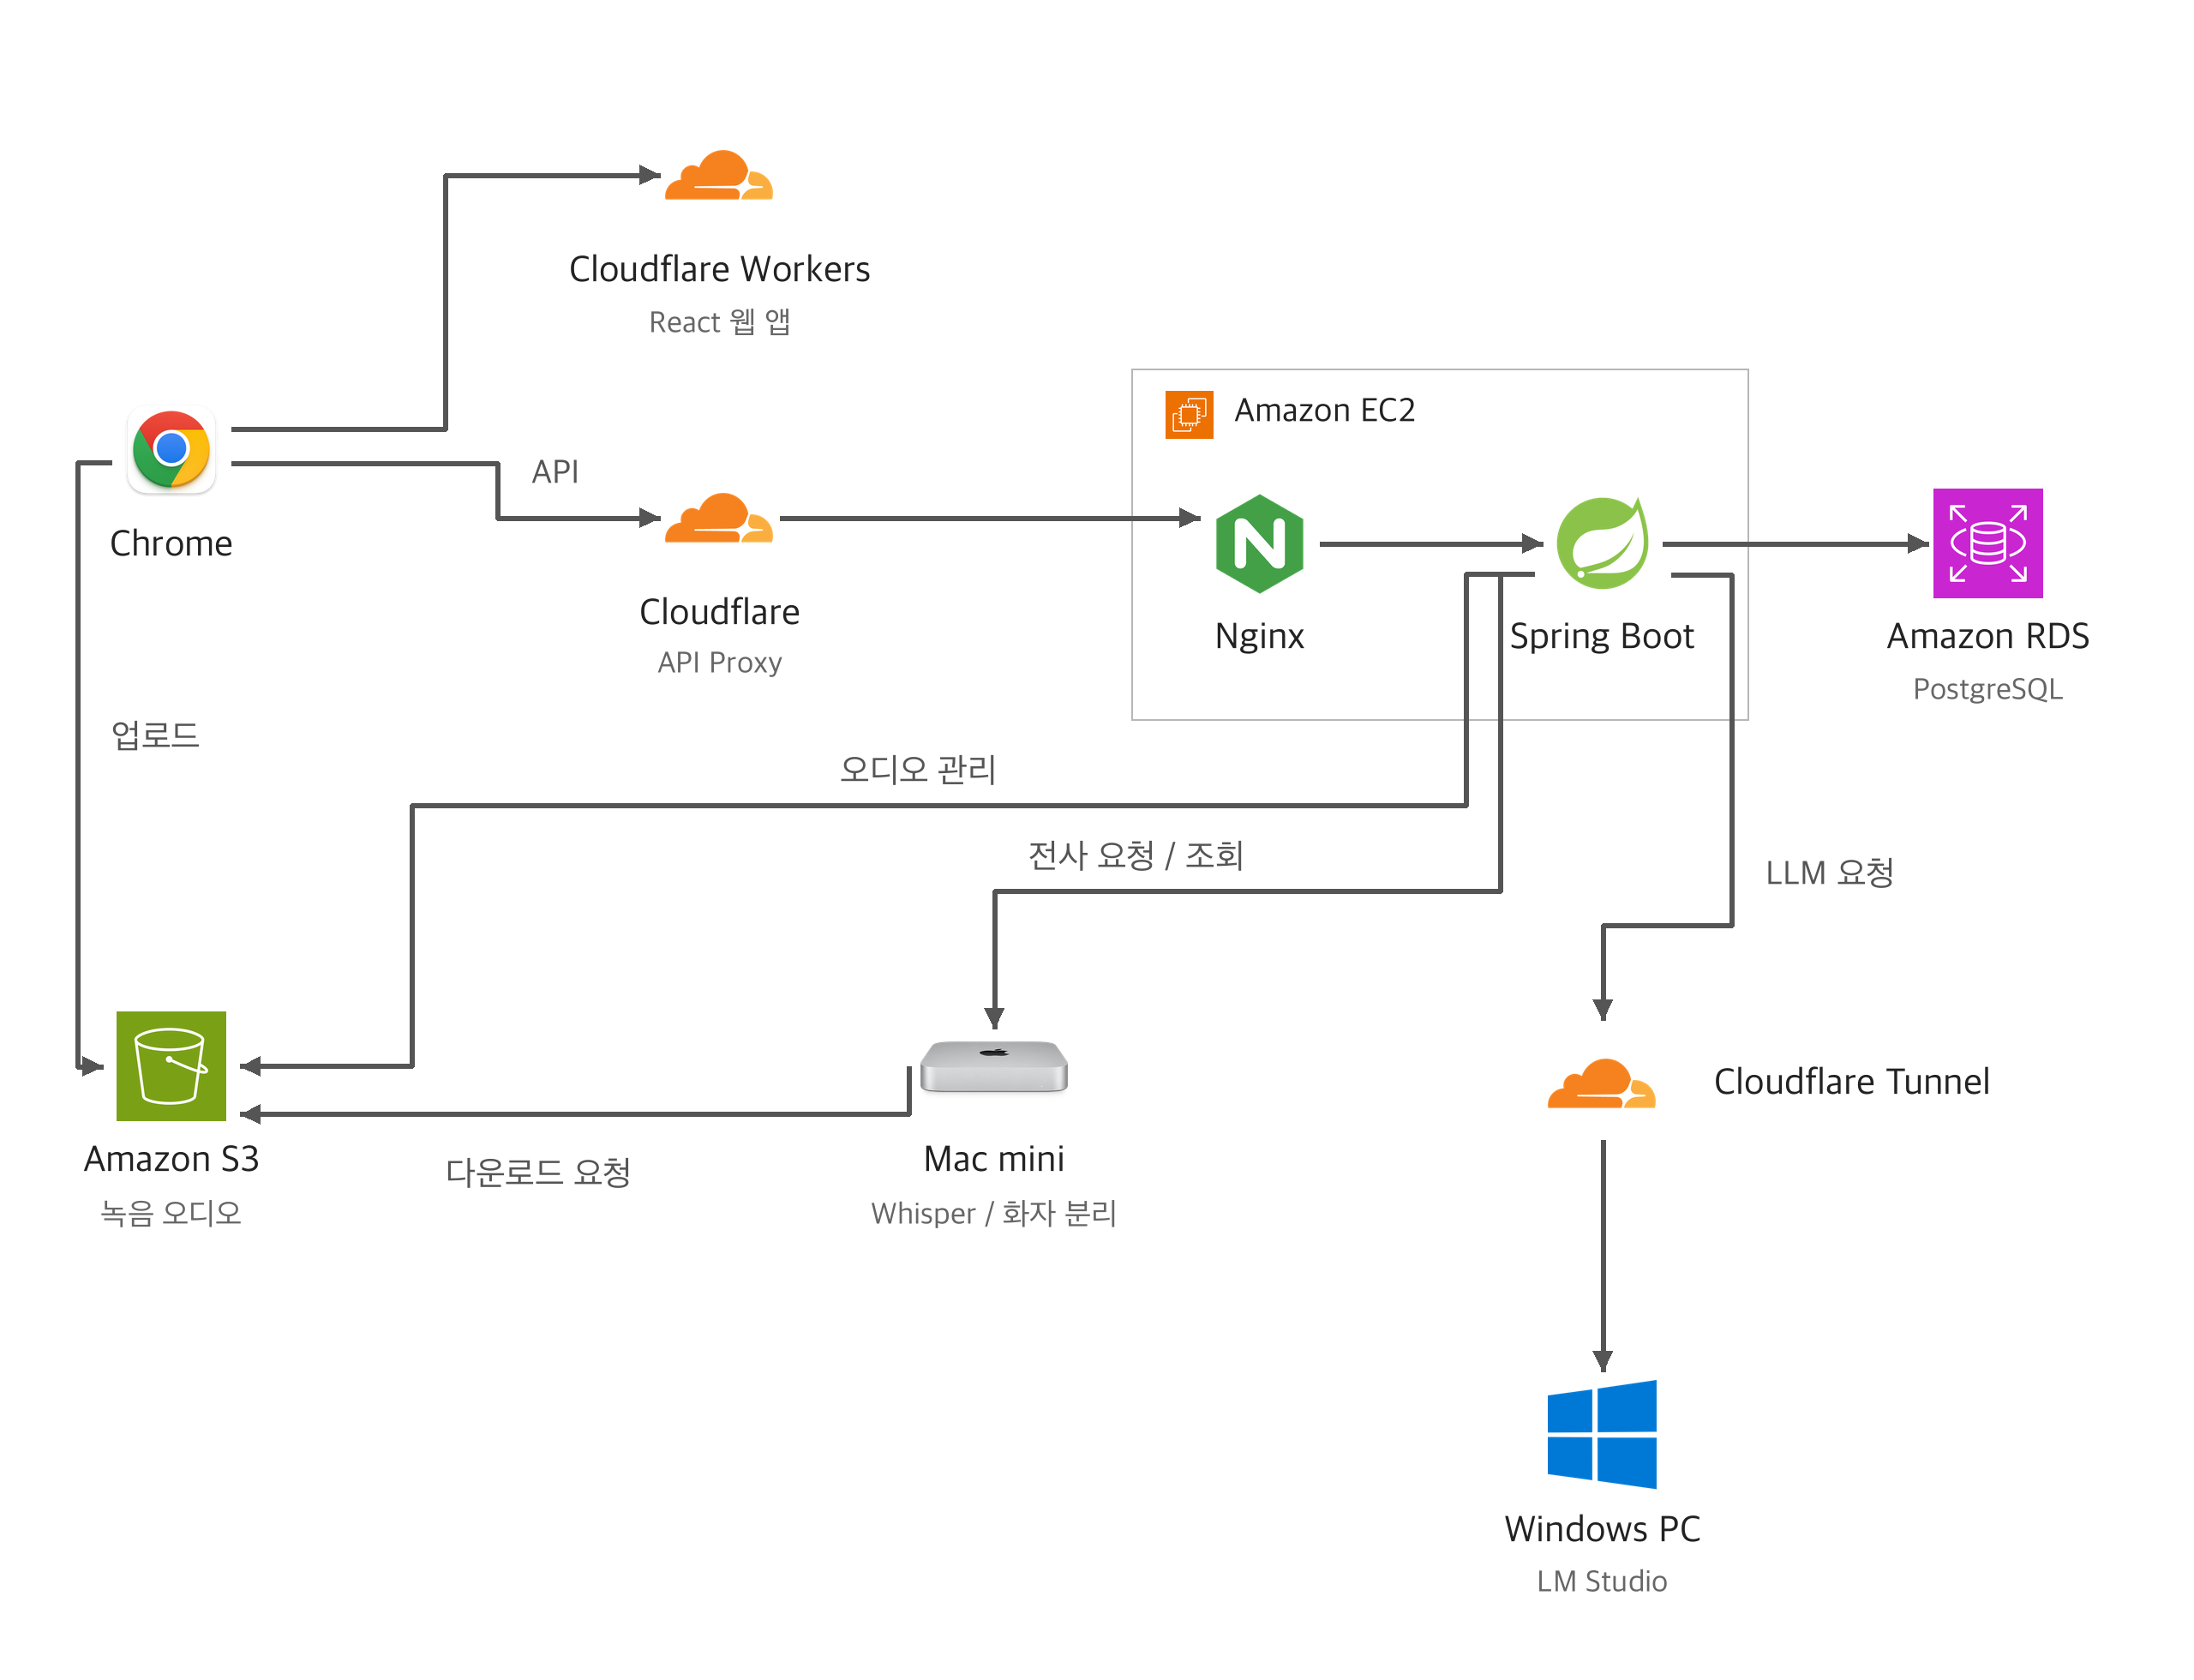 Cloudflare Workers
React 웹 앱
Amazon EC2
API
Chrome
Cloudflare
API Proxy
Nginx
Spring Boot
Amazon RDS
PostgreSQL
업로드
오디오 관리
전사 요청 / 조회
LLM 요청
Cloudflare Tunnel
Amazon S3
녹음 오디오
다운로드 요청
Mac mini
Whisper / 화자 분리
Windows PC
LM Studio